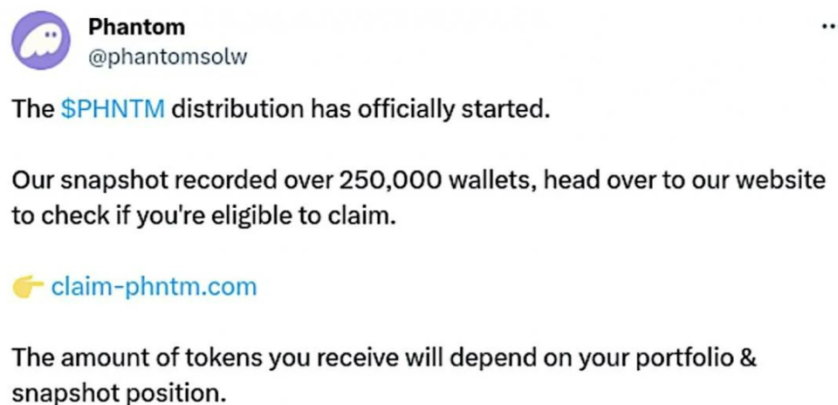 Phantom
@phantomsolw
The $PHNTM distribution has officially started.
Our snapshot recorded over 250,000 wallets, head over to our website
to check if you're eligible to claim.
👉 claim-phntm.com
The amount of tokens you receive will depend on your portfolio &
snapshot position.